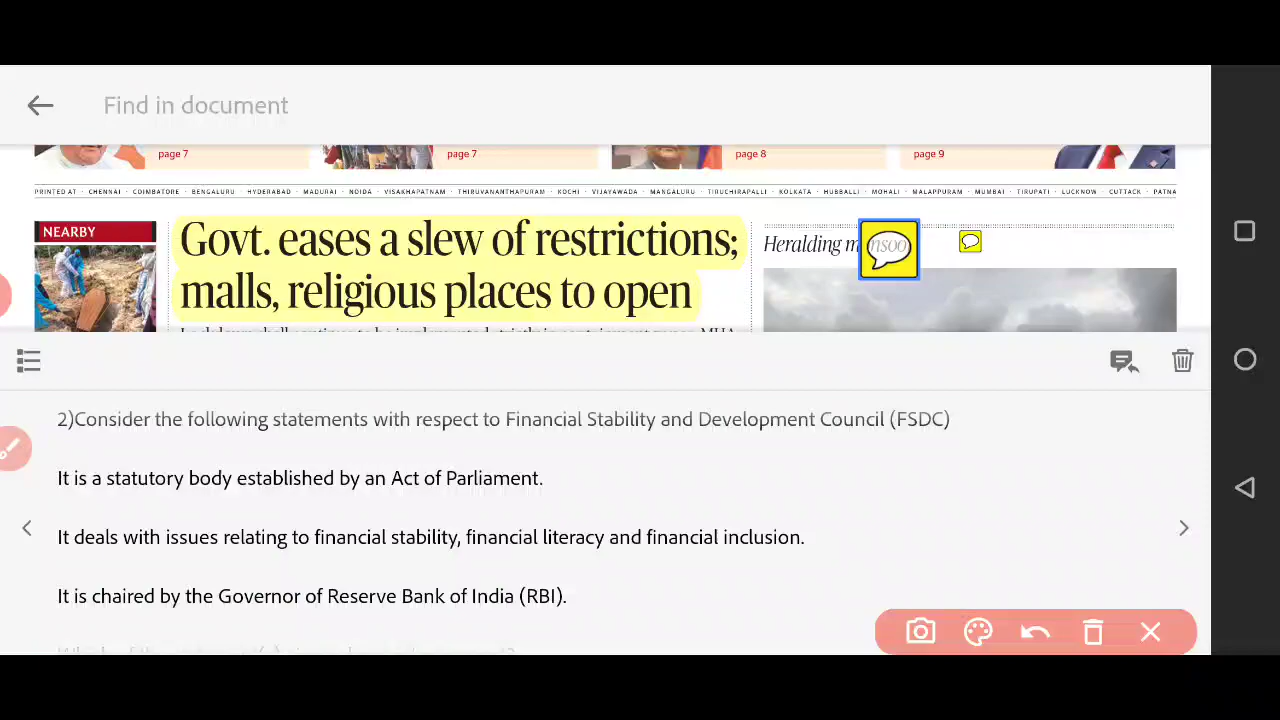 Find in document
page 7
page 7
page 8
page 9
PRINTED AT · CHENNAI · COIMBATORE · BENGALURU · HYDERABAD · MADURAI · NOIDA · VISAKHAPATNAM · THIRUVANANTHAPURAM · KOCHI · VIJAYAWADA · MANGALURU · TIRUCHIRAPALLI · KOLKATA · HUBBALLI · MOHALI · MALAPPURAM · MUMBAI · TIRUPATI · LUCKNOW · CUTTACK · PATNA
NEARBY
Govt. eases a slew of restrictions;
malls, religious places to open
Heralding
2)Consider the following statements with respect to Financial Stability and Development Council (FSDC)
It is a statutory body established by an Act of Parliament.
It deals with issues relating to financial stability, financial literacy and financial inclusion.
It is chaired by the Governor of Reserve Bank of India (RBI).